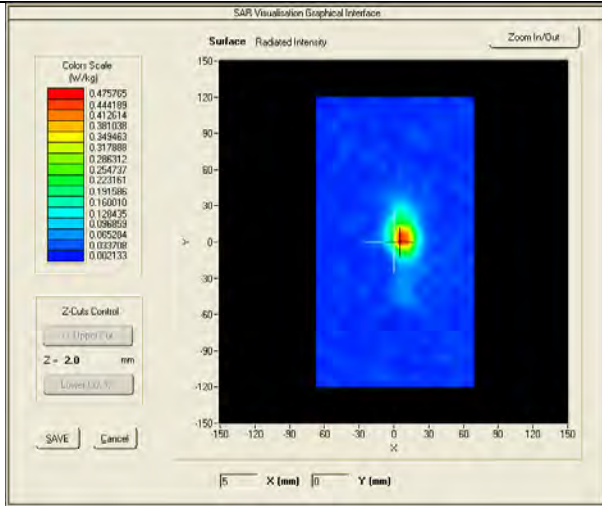 SAR Visualisation Graphical Interface
Surface Radiated Intensity
Zoom In/Out
Colors Scale
(W/kg)
0.475765
0.444189
0.412614
0.381038
0.349463
0.317888
0.286312
0.254737
0.223161
0.191586
0.160010
0.128435
0.096859
0.065284
0.033708
0.002133
150
120
90
60
30
0
-30
-60
-90
-120
-150
Y
-150 -120 -90 -60 -30 0 30 60 90 120 150
X
Z-Cuts Control
Upper Cut
Z = 2.0 mm
Lower Cut
SAVE Cancel
5 X (mm) 0 Y (mm)